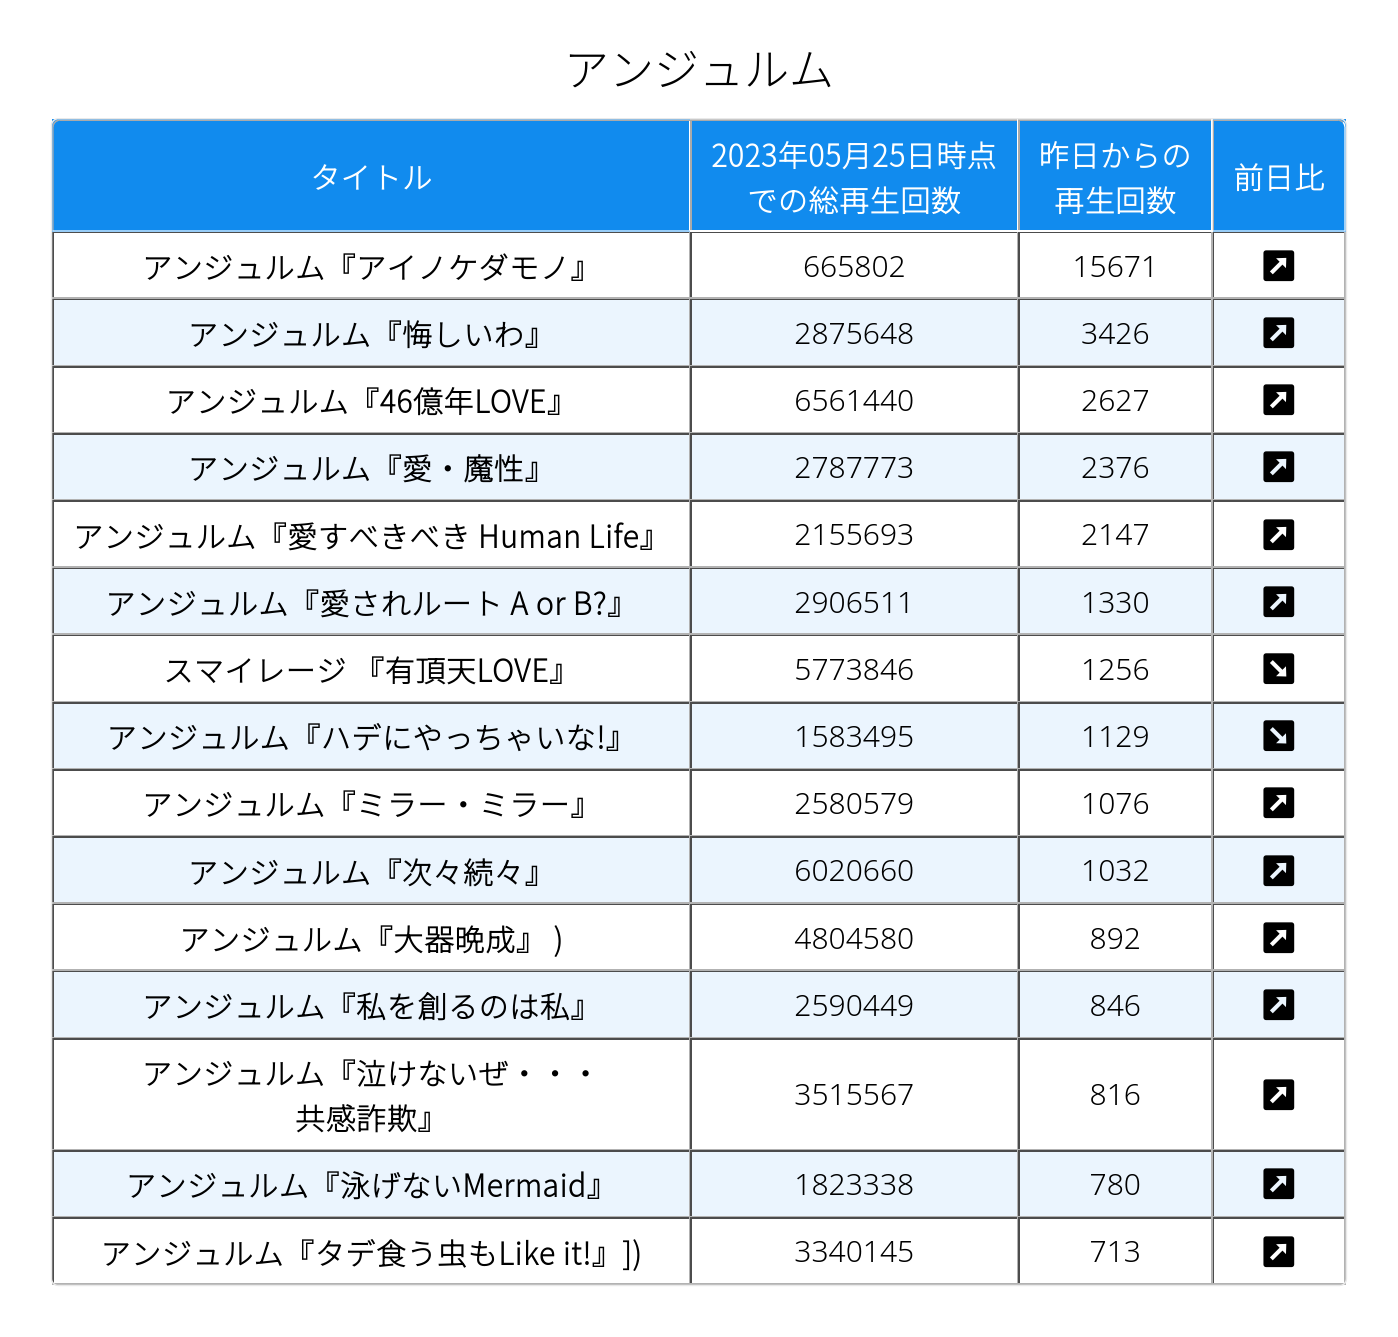 アンジュルム
タイトル 2023年05月25日時点での総再生回数 昨日からの再生回数 前日比
アンジュルム『アイノケダモノ』 665802 15671
アンジュルム『悔しいわ』 2875648 3426
アンジュルム『46億年LOVE』 6561440 2627
アンジュルム『愛・魔性』 2787773 2376
アンジュルム『愛すべきべき Human Life』 2155693 2147
アンジュルム『愛されルート A or B?』 2906511 1330
スマイレージ 『有頂天LOVE』 5773846 1256
アンジュルム『ハデにやっちゃいな!』 1583495 1129
アンジュルム『ミラー・ミラー』 2580579 1076
アンジュルム『次々続々』 6020660 1032
アンジュルム『大器晩成』 ) 4804580 892
アンジュルム『私を創るのは私』 2590449 846
アンジュルム『泣けないぜ・・・共感詐欺』 3515567 816
アンジュルム『泳げないMermaid』 1823338 780
アンジュルム『タデ食う虫もLike it!』]) 3340145 713